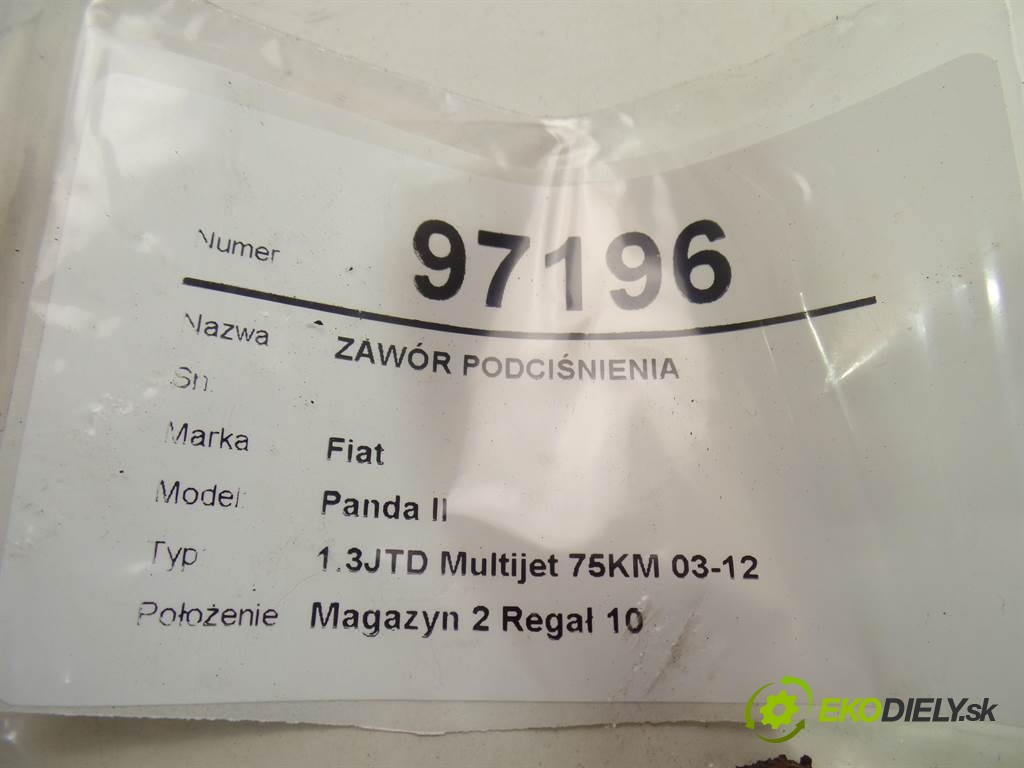 Numer 97196
Nazwa ZAWÓR PODCIŚNIENIA
Sn:
Marka Fiat
Model: Panda II
Typ: 1.3JTD Multijet 75KM 03-12
Położenie Magazyn 2 Regał 10
EKODIELY.sk